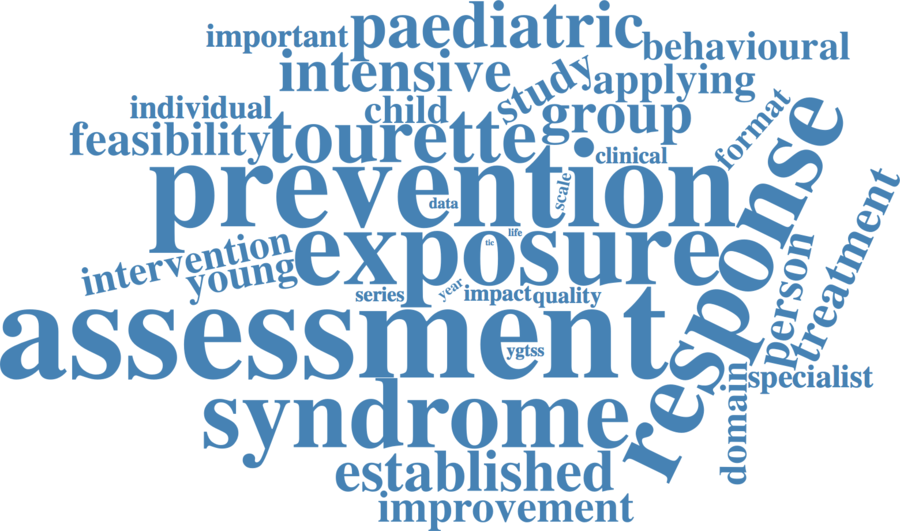 important
paediatric
behavioural
intensive
study
applying
individual
child
group
format
feasibility
tourette
clinical
response
prevention
scale
data
treatment
life
tic
exposure
intervention
young
person
series
year
impact
quality
assessment
ygtss
specialist
domain
syndrome
established
improvement